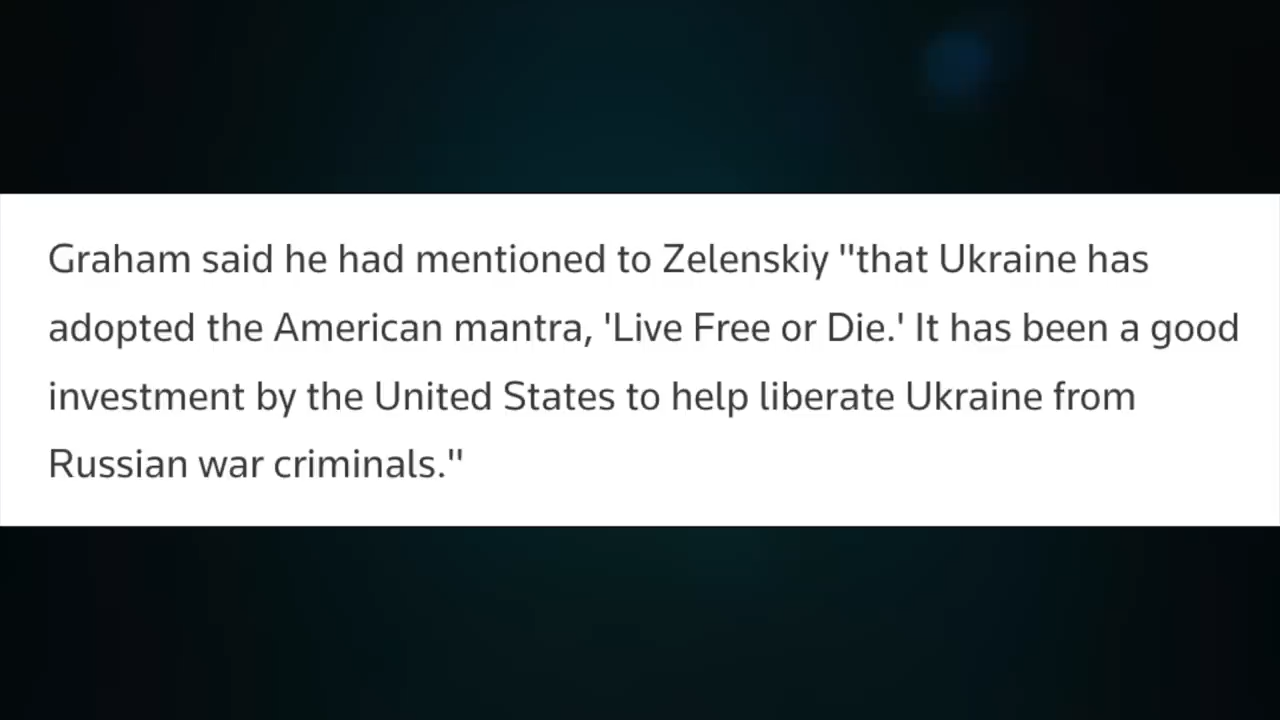 Graham said he had mentioned to Zelenskiy "that Ukraine has
adopted the American mantra, 'Live Free or Die.' It has been a good
investment by the United States to help liberate Ukraine from
Russian war criminals."